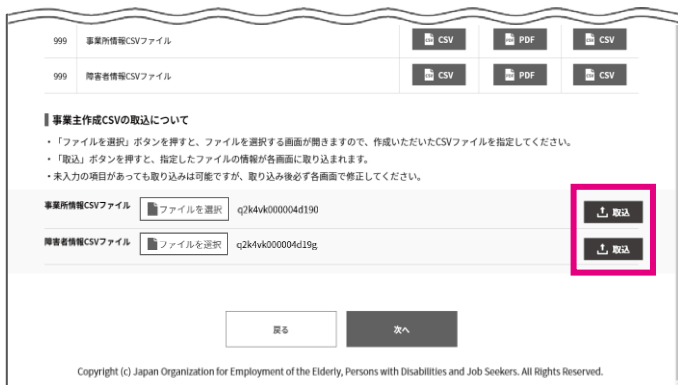 999 事業所情報CSVファイル CSV PDF CSV
999 障害者情報CSVファイル CSV PDF CSV
事業主作成CSVの取込について
・「ファイルを選択」ボタンを押すと、ファイルを選択する画面が開きますので、作成いただいたCSVファイルを指定してください。
・「取込」ボタンを押すと、指定したファイルの情報が各画面に取り込まれます。
・未入力の項目があっても取り込みは可能ですが、取り込み後必ず各画面で修正してください。
事業所情報CSVファイル ファイルを選択 q2k4vk000004d190 取込
障害者情報CSVファイル ファイルを選択 q2k4vk000004d19g 取込
戻る 次へ
Copyright (c) Japan Organization for Employment of the Elderly, Persons with Disabilities and Job Seekers. All Rights Reserved.